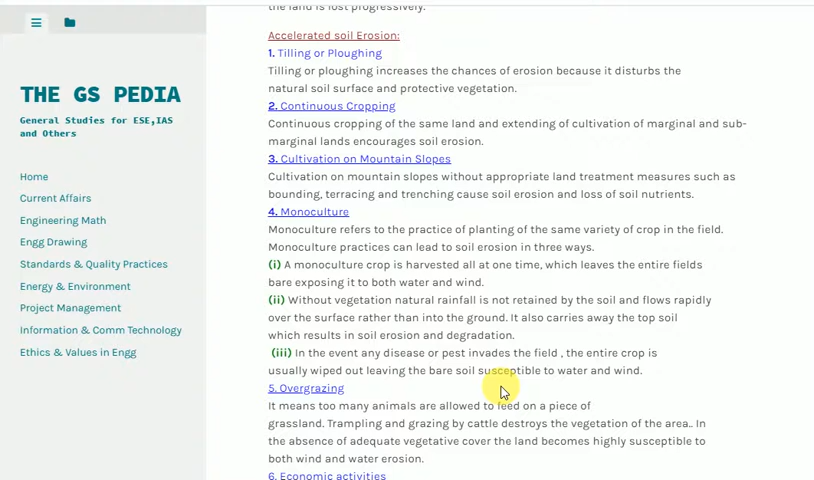 the land is lost progressively.
THE GS PEDIA
General Studies for ESE,IAS
and Others
Home
Current Affairs
Engineering Math
Engg Drawing
Standards & Quality Practices
Energy & Environment
Project Management
Information & Comm Technology
Ethics & Values in Engg
Accelerated soil Erosion:
1. Tilling or Ploughing
Tilling or ploughing increases the chances of erosion because it disturbs the
natural soil surface and protective vegetation.
2. Continuous Cropping
Continuous cropping of the same land and extending of cultivation of marginal and sub-
marginal lands encourages soil erosion.
3. Cultivation on Mountain Slopes
Cultivation on mountain slopes without appropriate land treatment measures such as
bounding, terracing and trenching cause soil erosion and loss of soil nutrients.
4. Monoculture
Monoculture refers to the practice of planting of the same variety of crop in the field.
Monoculture practices can lead to soil erosion in three ways.
(i) A monoculture crop is harvested all at one time, which leaves the entire fields
bare exposing it to both water and wind.
(ii) Without vegetation natural rainfall is not retained by the soil and flows rapidly
over the surface rather than into the ground. It also carries away the top soil
which results in soil erosion and degradation.
(iii) In the event any disease or pest invades the field , the entire crop is
usually wiped out leaving the bare soil susceptible to water and wind.
5. Overgrazing
It means too many animals are allowed to feed on a piece of
grassland. Trampling and grazing by cattle destroys the vegetation of the area.. In
the absence of adequate vegetative cover the land becomes highly susceptible to
both wind and water erosion.
6. Economic activities